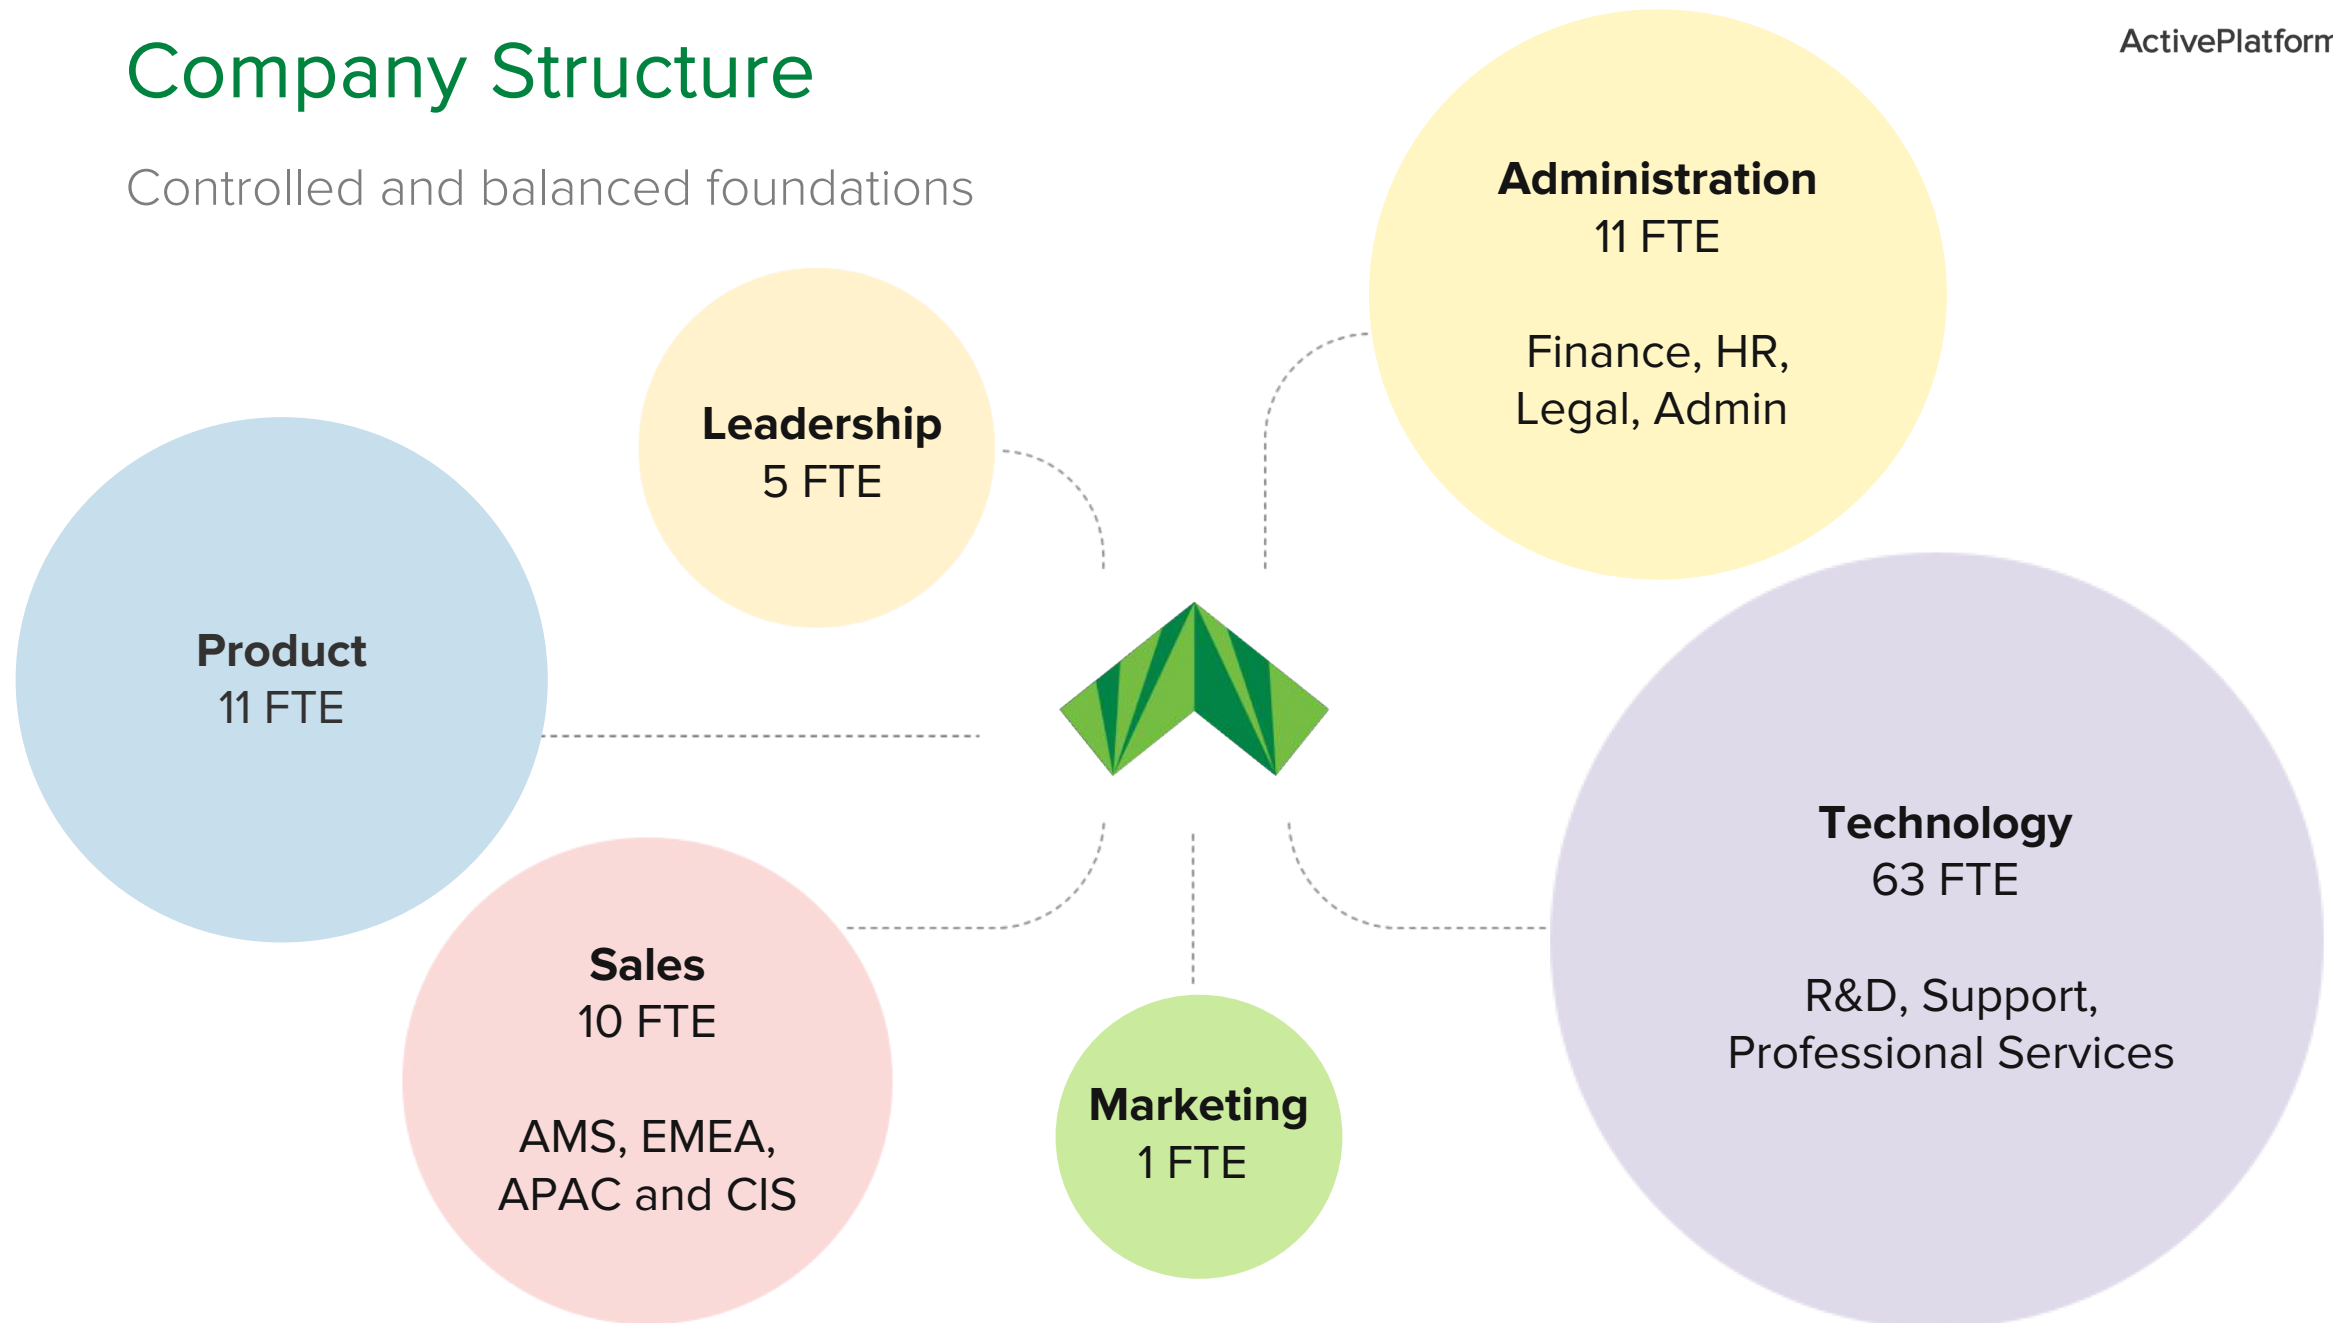 Company Structure
ActivePlatform
Controlled and balanced foundations
Administration
11 FTE
Finance, HR,
Legal, Admin
Leadership
5 FTE
Product
11 FTE
Technology
63 FTE
R&D, Support,
Professional Services
Sales
10 FTE
AMS, EMEA,
APAC and CIS
Marketing
1 FTE